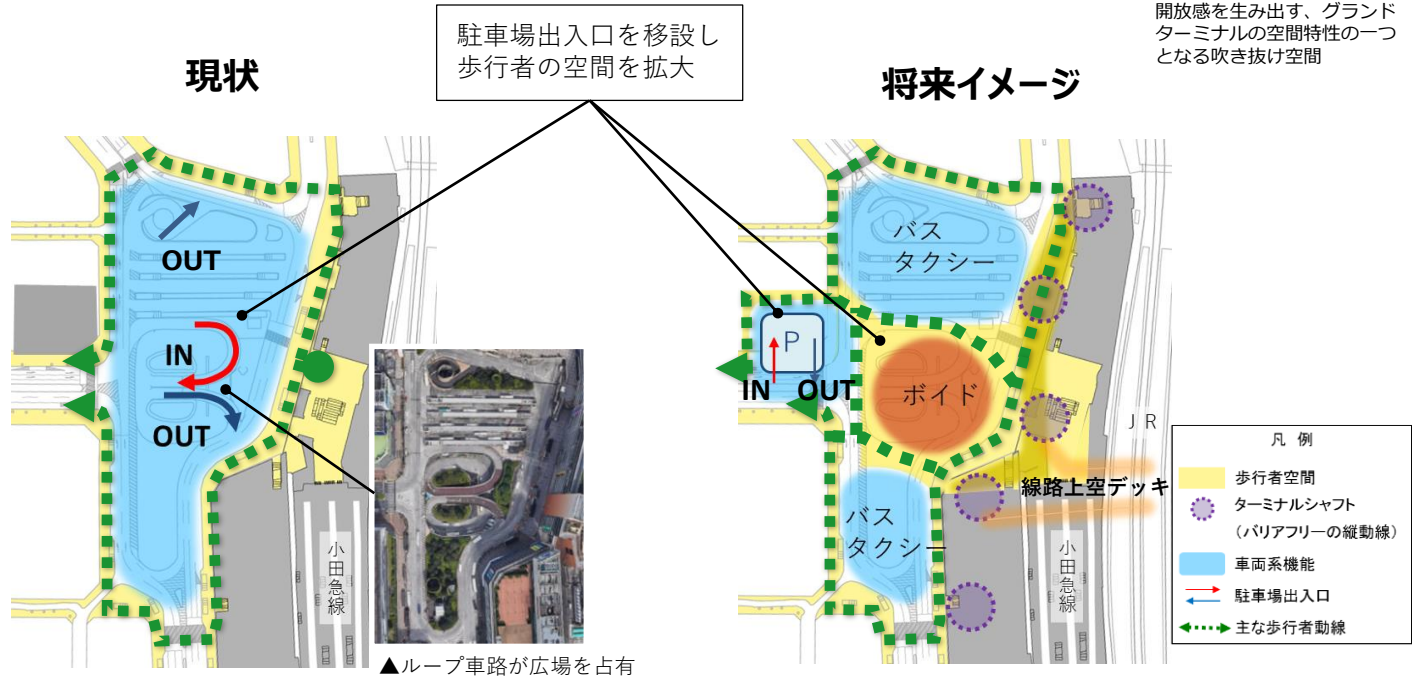 開放感を生み出す、グランド
ターミナルの空間特性の一つ
となる吹き抜け空間
駐車場出入口を移設し
歩行者の空間を拡大
現状
将来イメージ
OUT
IN
OUT
小田急線
▲ループ車路が広場を占有
バス
タクシー
P
IN OUT
ボイド
JR
線路上空デッキ
バス
タクシー
小田急線
凡例
歩行者空間
ターミナルシャフト
(バリアフリーの縦動線)
車両系機能
駐車場出入口
主な歩行者動線